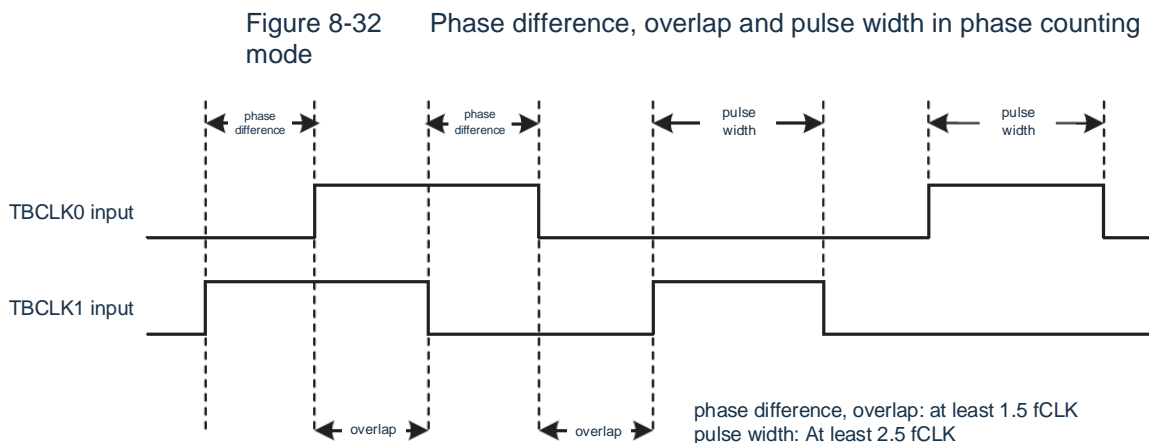 Figure 8-32 Phase difference, overlap and pulse width in phase counting
mode
phase
difference
phase
difference
pulse
width
pulse
width
TBCLK0 input
TBCLK1 input
overlap
overlap
phase difference, overlap: at least 1.5 fCLK
pulse width: At least 2.5 fCLK